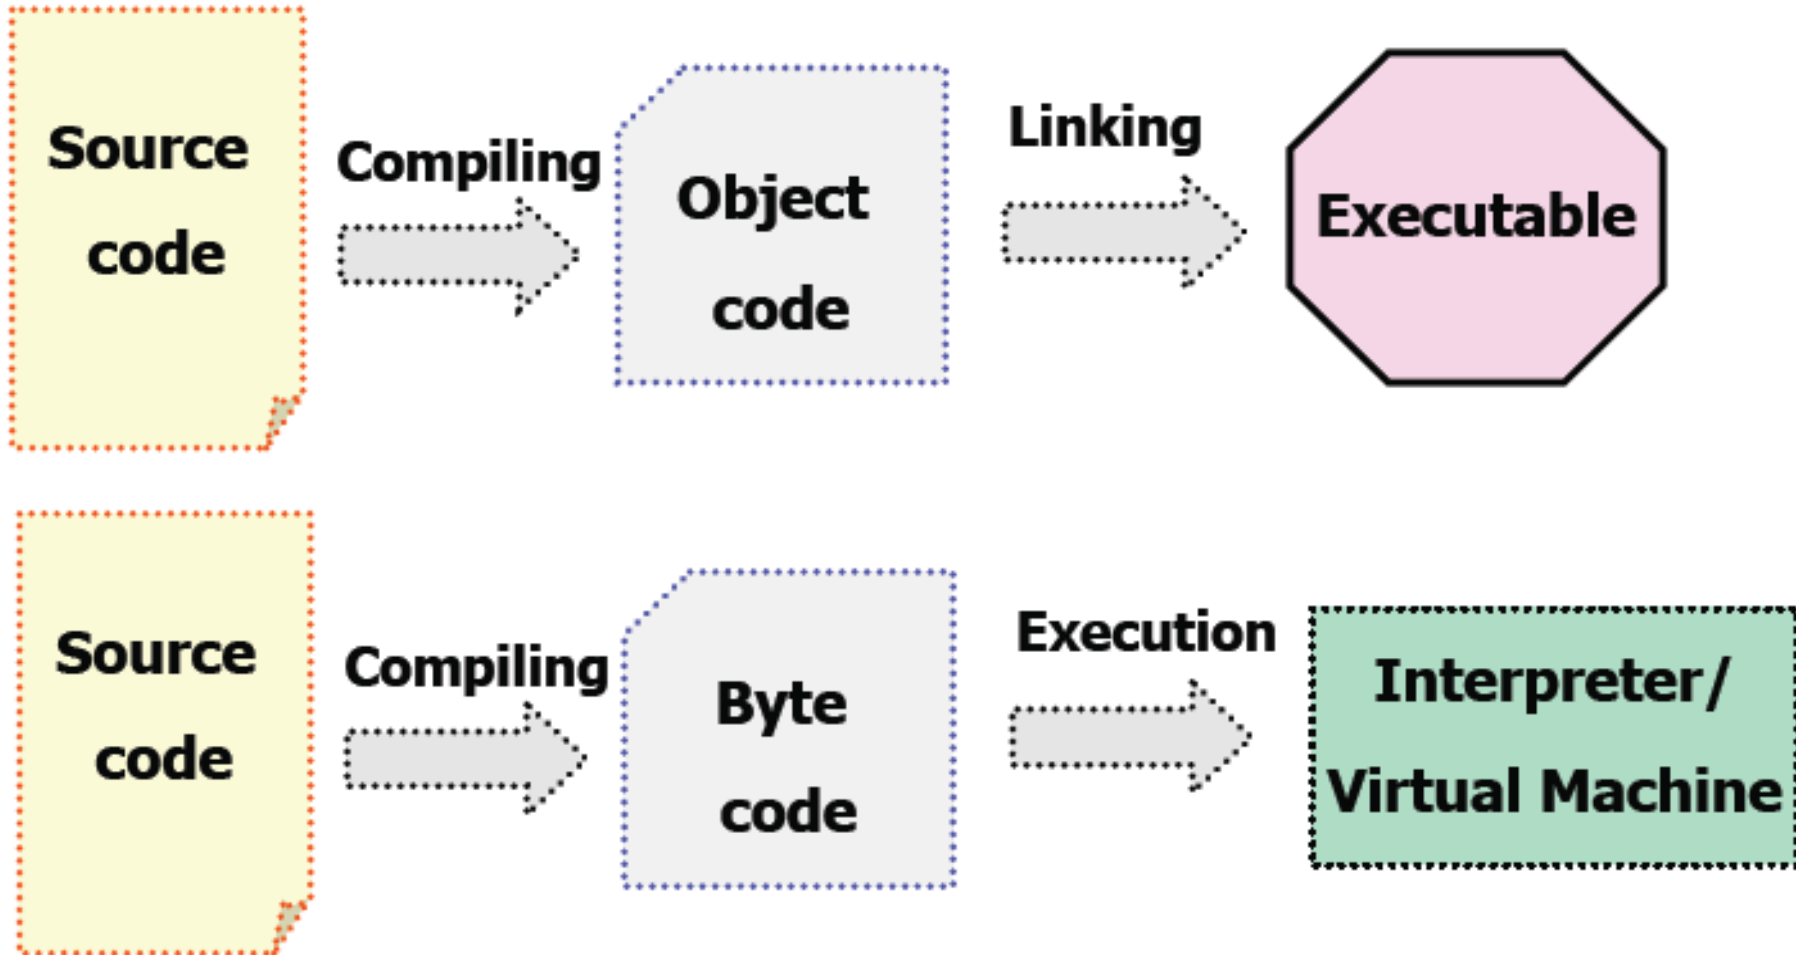 Source
code
Compiling
Object
code
Linking
Executable
Source
code
Compiling
Byte
code
Execution
Interpreter/
Virtual Machine